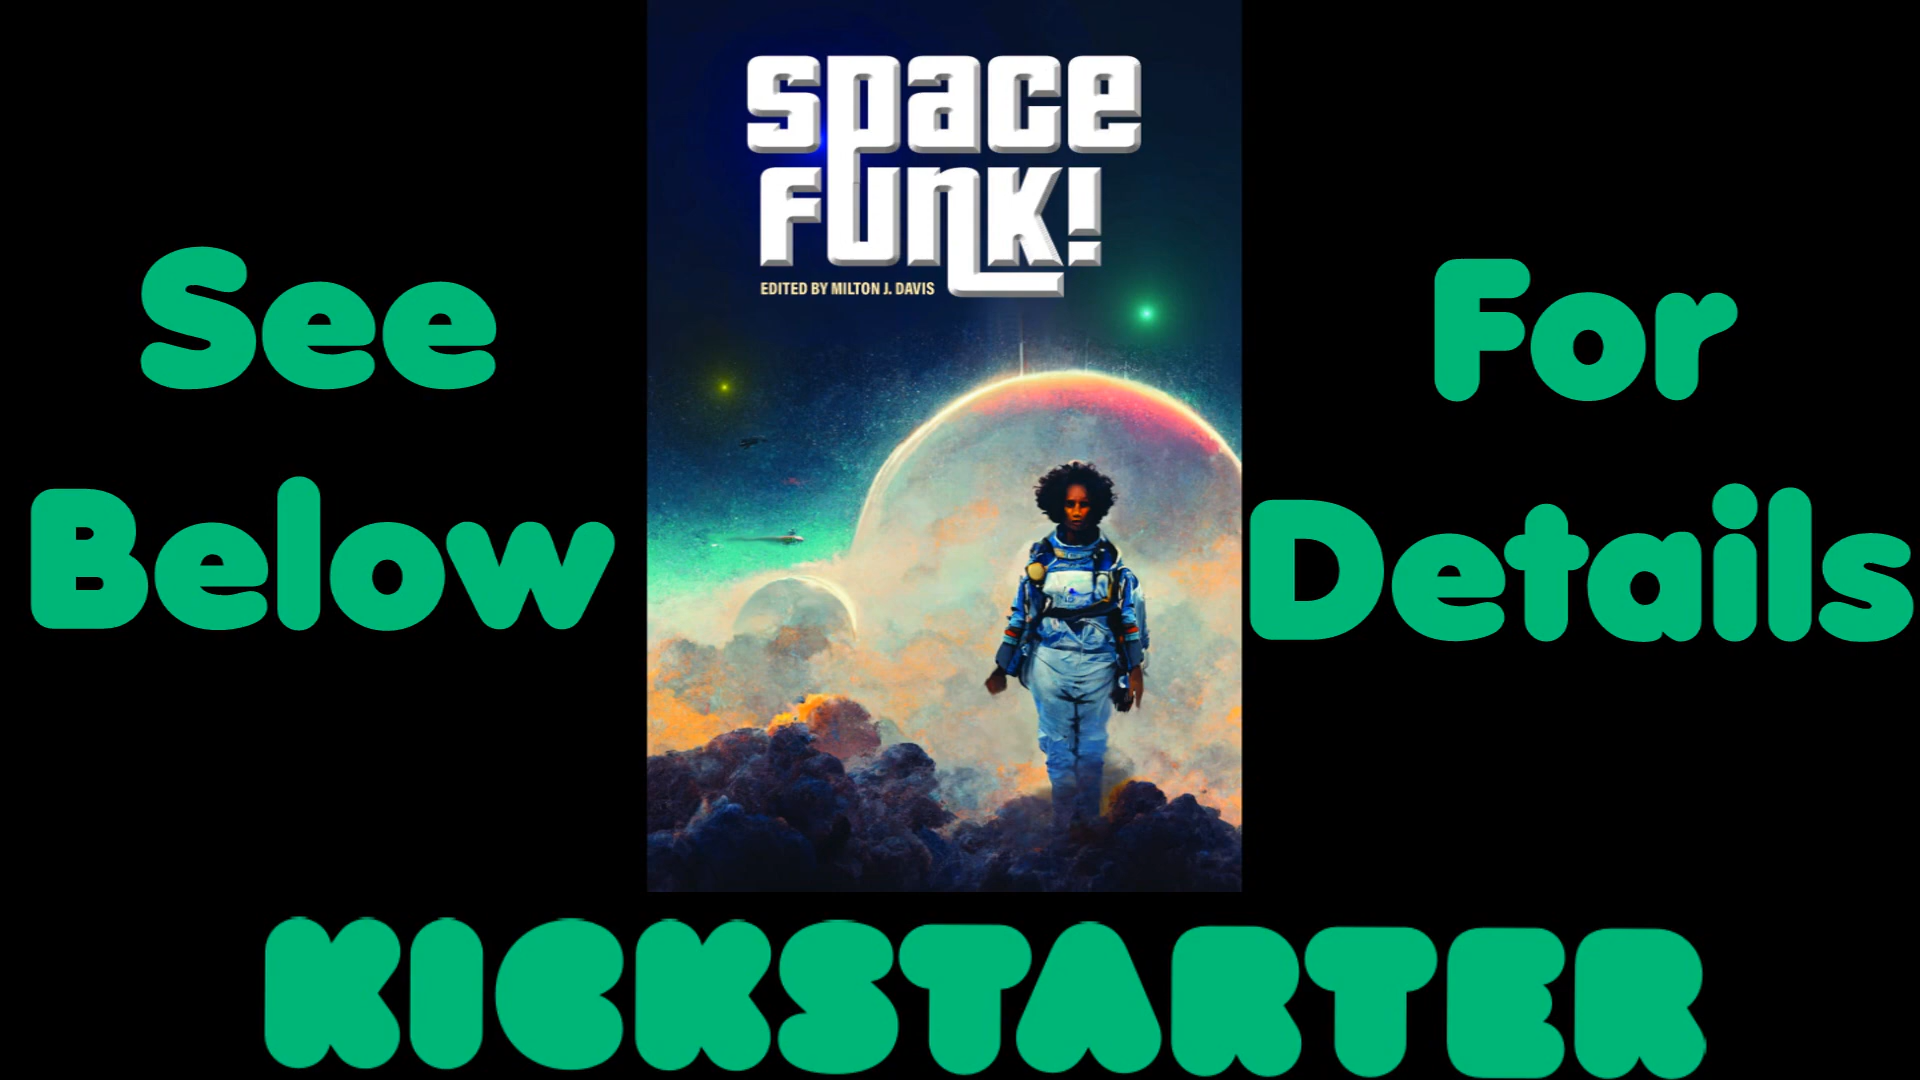 space
funk!
EDITED BY MILTON J. DAVIS
See
Below
For
Details
KICKSTARTER